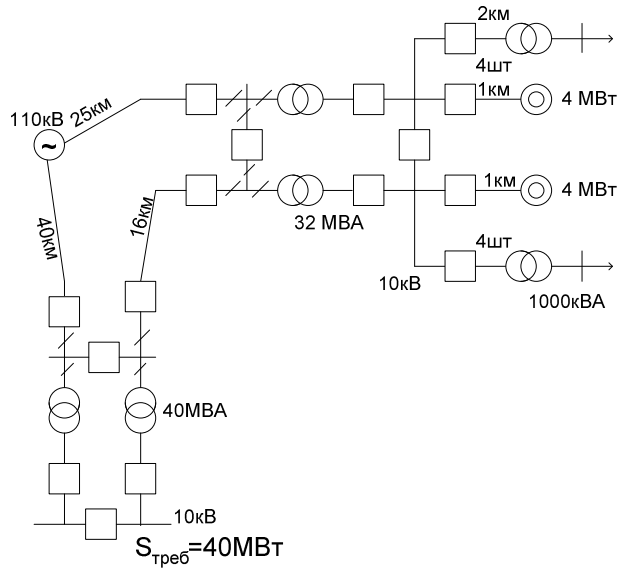 2км
4шт
1км
4 МВт
25км
110кВ
~
1км
4 МВт
16км
32 МВА
40км
4шт
10кВ
1000кВА
40МВА
10кВ
Sтреб=40МВт